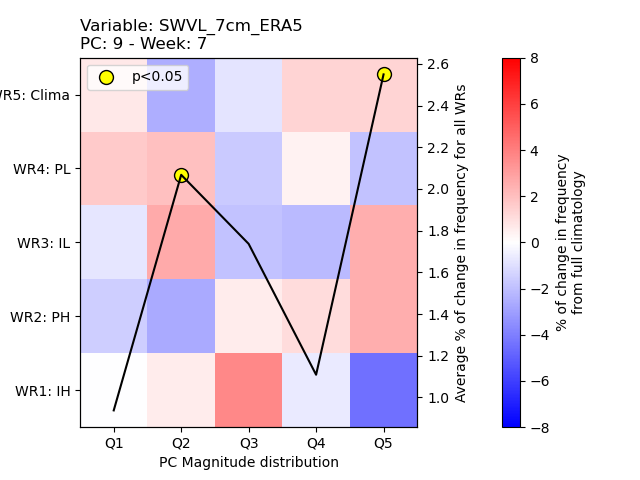 Variable: SWVL_7cm_ERA5
PC: 9 - Week: 7
p<0.05
WR5: Clima
WR4: PL
WR3: IL
WR2: PH
WR1: IH
Q1 Q2 Q3 Q4 Q5
PC Magnitude distribution
2.6
2.4
2.2
2.0
1.8
1.6
1.4
1.2
1.0
Average % of change in frequency for all WRs
8
6
4
2
0
−2
−4
−6
−8
% of change in frequency
from full climatology